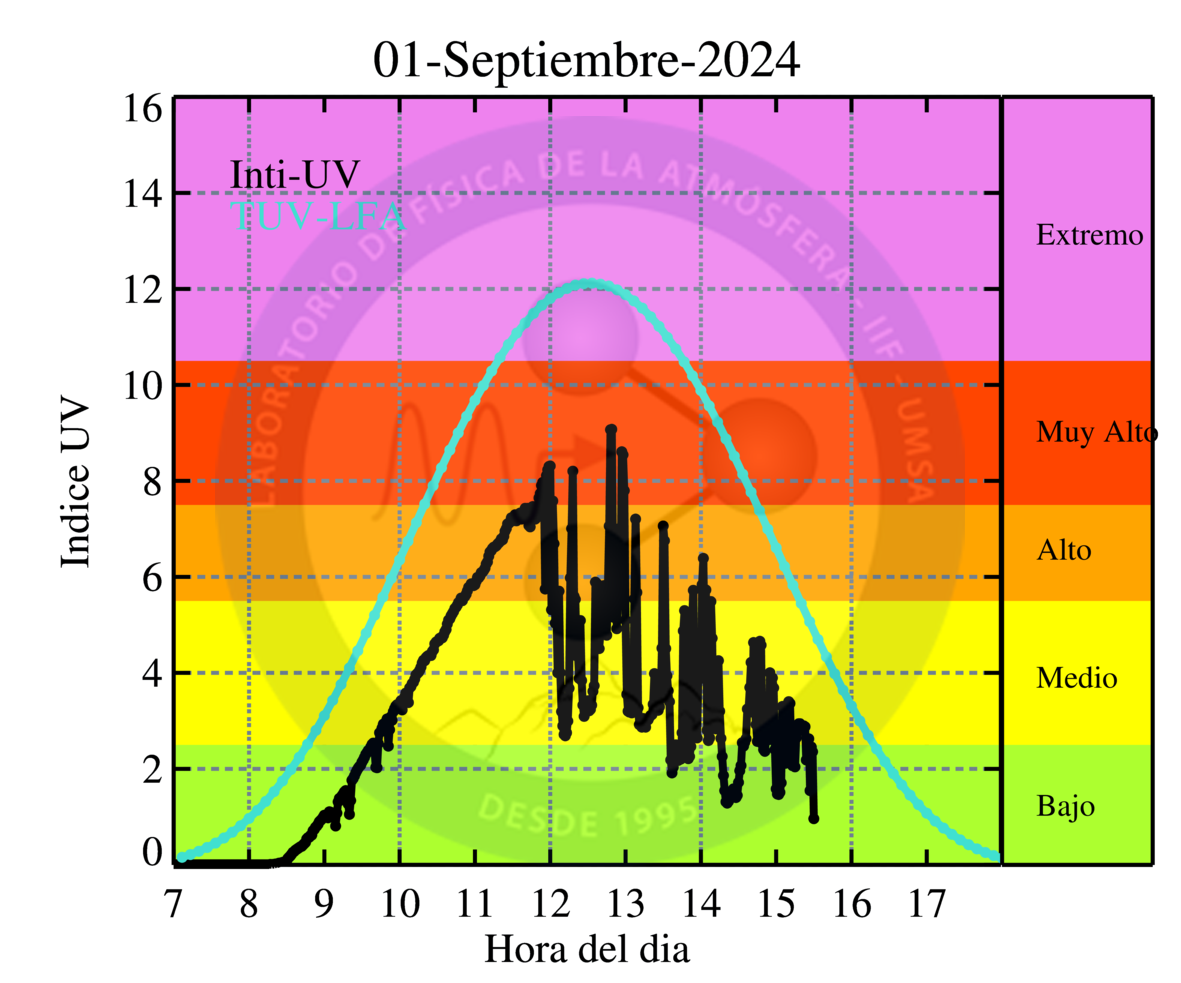 01-Septiembre-2024
Inti-UV
TUV-LFA
LABORATORIO DE FÍSICA DE LA ATMÓSFERA - IIF - UMSA
DESDE 1995
Indice UV
16
14
12
10
8
6
4
2
0
Extremo
Muy Alto
Alto
Medio
Bajo
7 8 9 10 11 12 13 14 15 16 17
Hora del dia